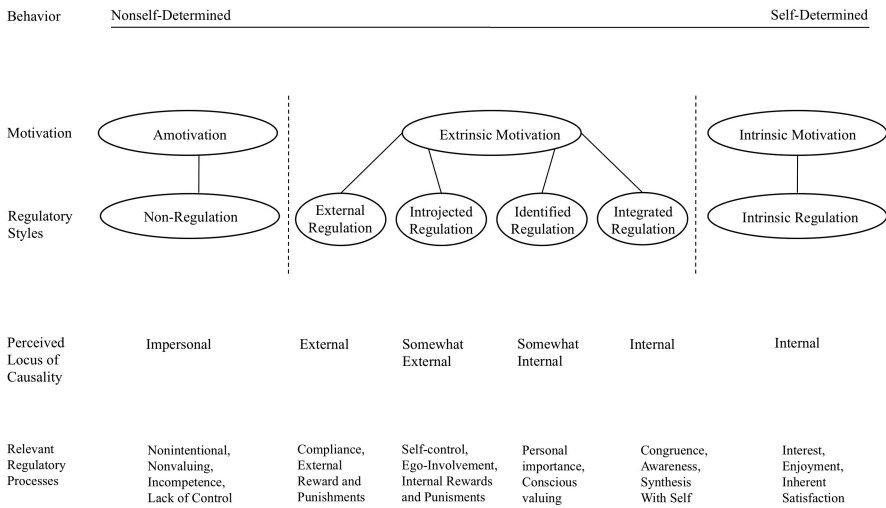 Behavior
Nonself-Determined
Self-Determined
Motivation
Amotivation
Extrinsic Motivation
Intrinsic Motivation
Regulatory
Styles
Non-Regulation
External
Regulation
Introjected
Regulation
Identified
Regulation
Integrated
Regulation
Intrinsic Regulation
Perceived
Locus of
Causality
Impersonal
External
Somewhat
External
Somewhat
Internal
Internal
Internal
Relevant
Regulatory
Processes
Nonintentional,
Nonvaluing,
Incompetence,
Lack of Control
Compliance,
External
Reward and
Punishments
Self-control,
Ego-Involvement,
Internal Rewards
and Punisments
Personal
importance,
Conscious
valuing
Congruence,
Awareness,
Synthesis
With Self
Interest,
Enjoyment,
Inherent
Satisfaction